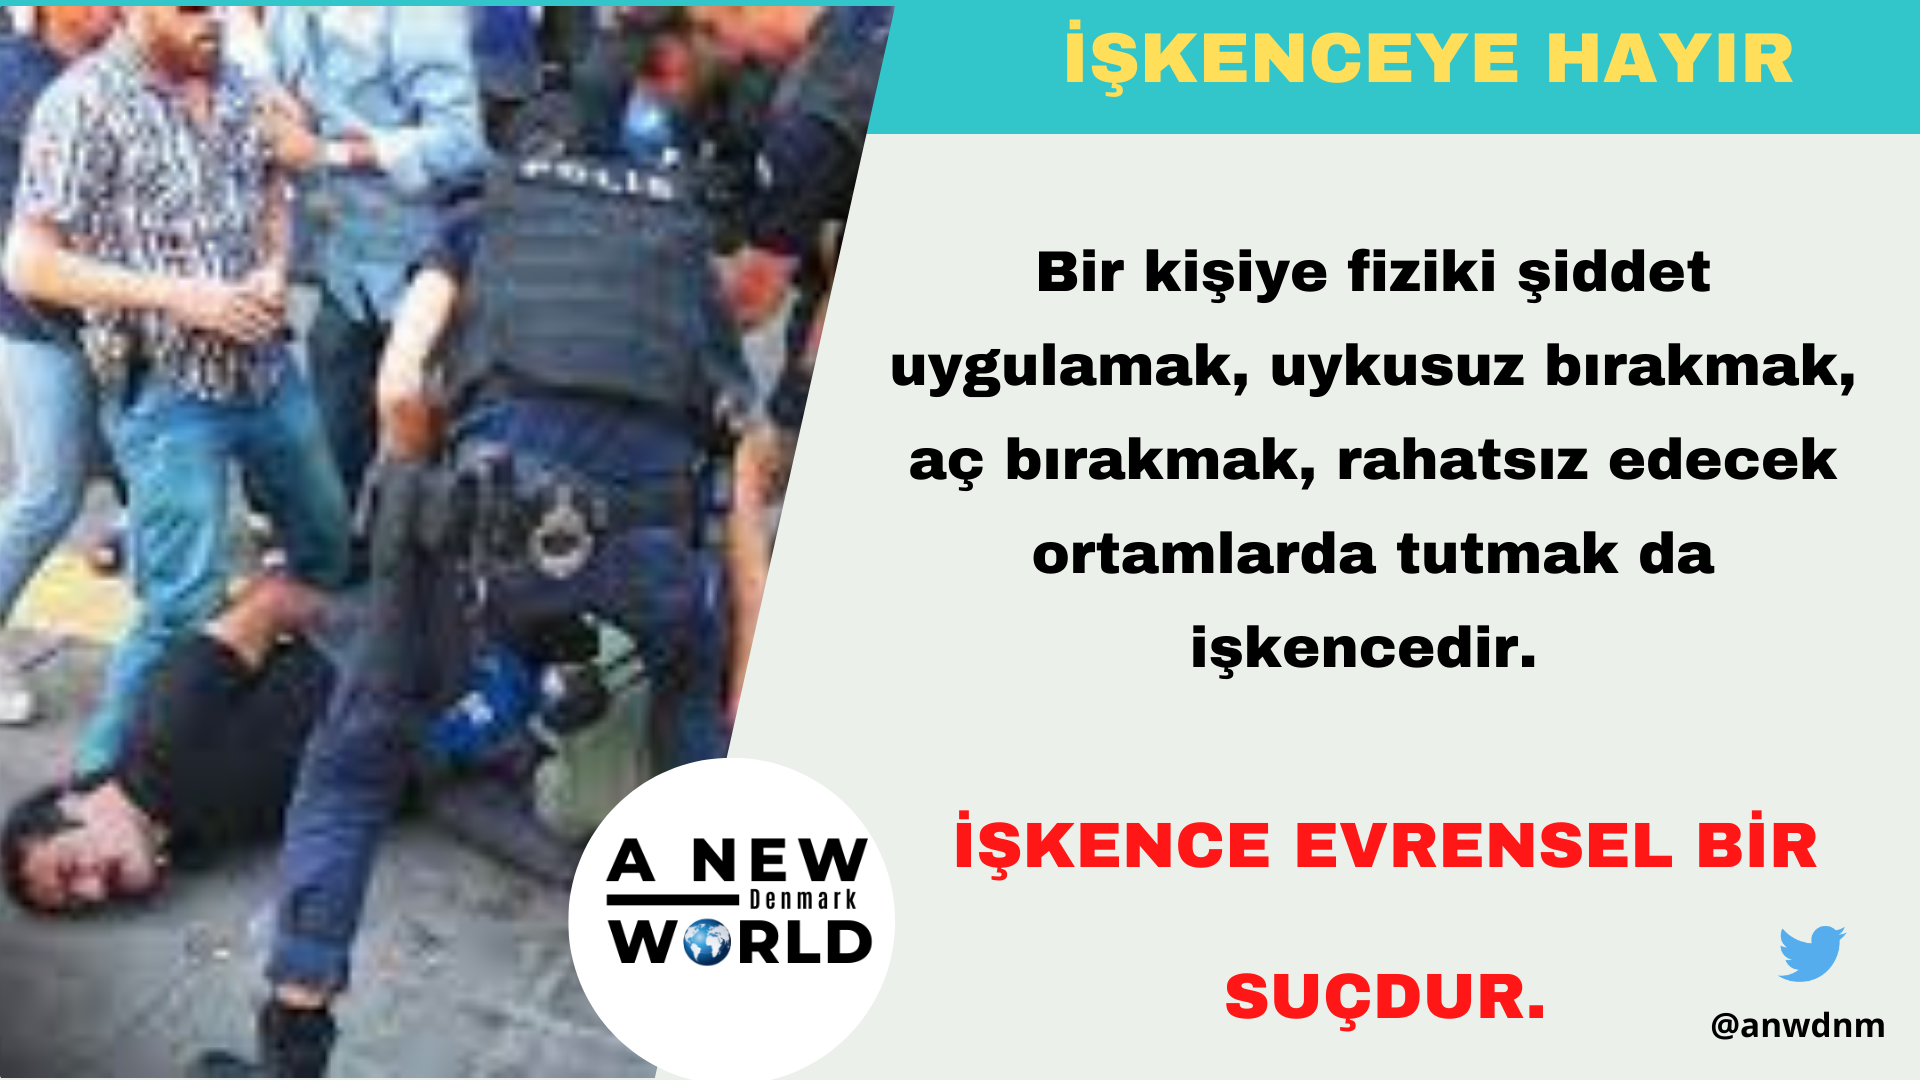 İŞKENCEYE HAYIR
POLIS
Bir kişiye fiziki şiddet
uygulamak, uykusuz bırakmak,
aç bırakmak, rahatsız edecek
ortamlarda tutmak da
işkencedir.
İŞKENCE EVRENSEL BİR
SUÇDUR.
A NEW
Denmark
WORLD
@anwdnm